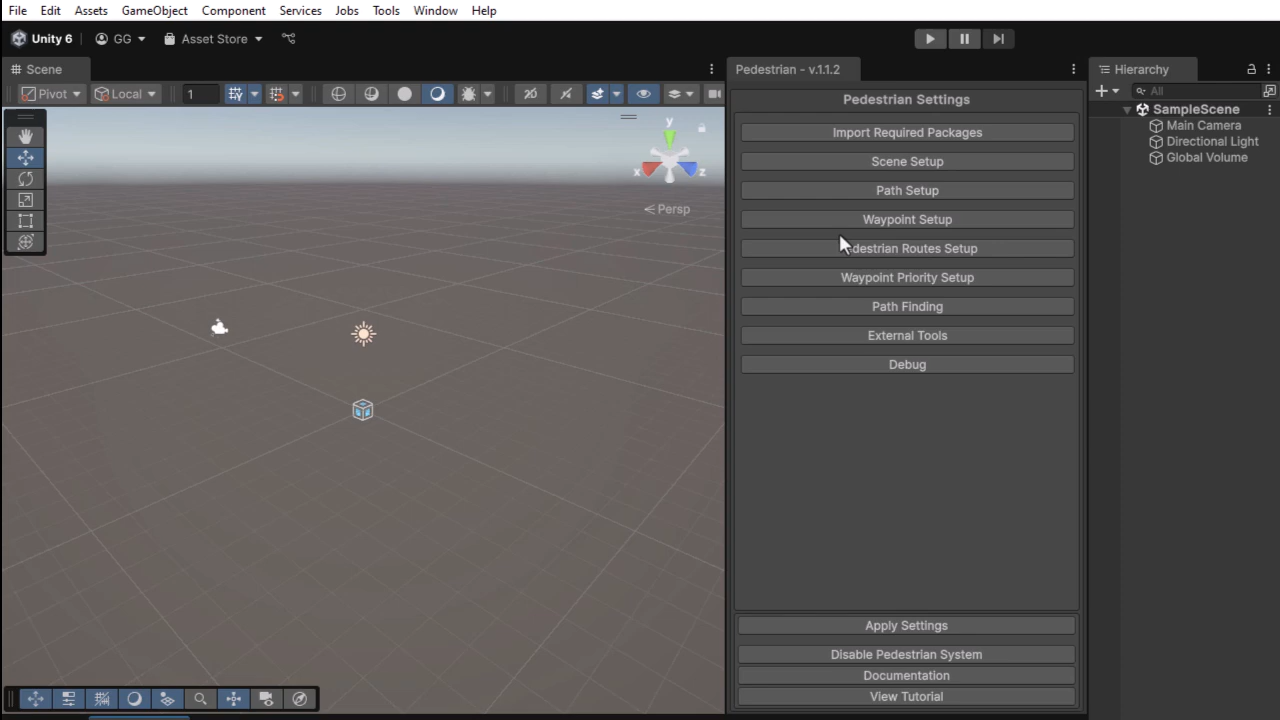 File Edit Assets GameObject Component Services Jobs Tools Window Help
Unity 6 GG Asset Store
Scene
Pedestrian - v.1.1.2
Hierarchy
Pivot Local 1 2D
All
Pedestrian Settings
SampleScene
Main Camera
Directional Light
Global Volume
y
x
z
Persp
Import Required Packages
Scene Setup
Path Setup
Waypoint Setup
destrian Routes Setup
Waypoint Priority Setup
Path Finding
External Tools
Debug
Apply Settings
Disable Pedestrian System
Documentation
View Tutorial